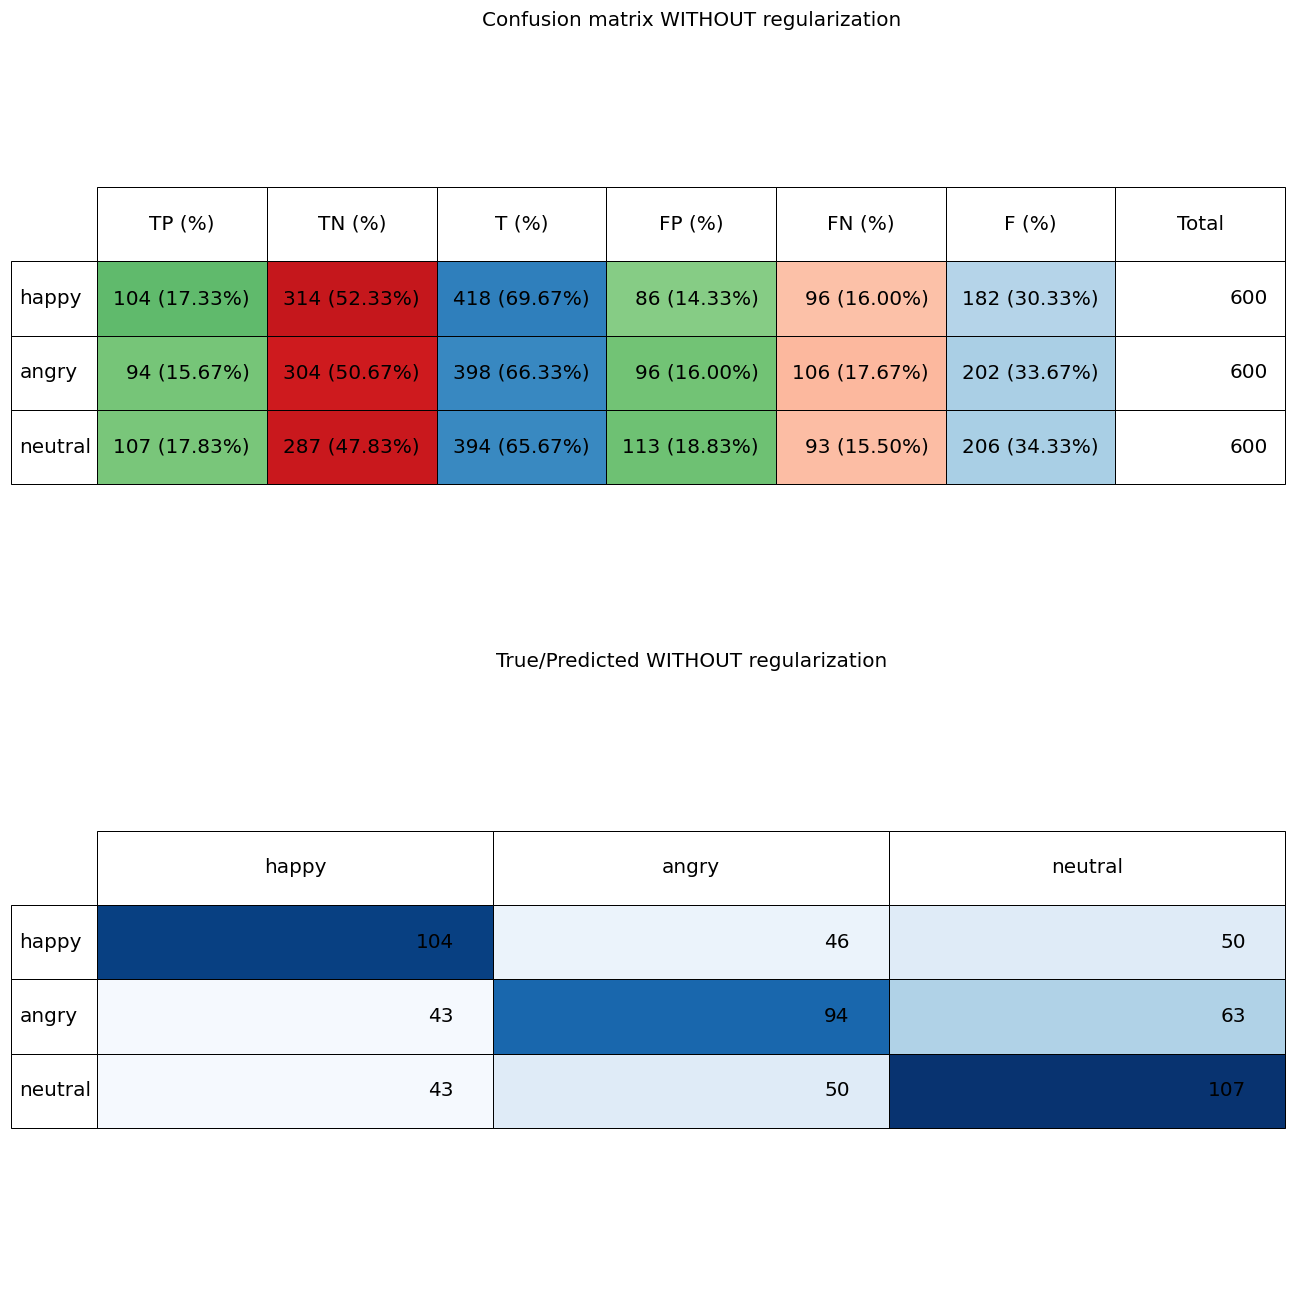 Confusion matrix WITHOUT regularization
TP (%) TN (%) T (%) FP (%) FN (%) F (%) Total
happy 104 (17.33%) 314 (52.33%) 418 (69.67%) 86 (14.33%) 96 (16.00%) 182 (30.33%) 600
angry 94 (15.67%) 304 (50.67%) 398 (66.33%) 96 (16.00%) 106 (17.67%) 202 (33.67%) 600
neutral 107 (17.83%) 287 (47.83%) 394 (65.67%) 113 (18.83%) 93 (15.50%) 206 (34.33%) 600
True/Predicted WITHOUT regularization
happy angry neutral
happy 104 46 50
angry 43 94 63
neutral 43 50 107